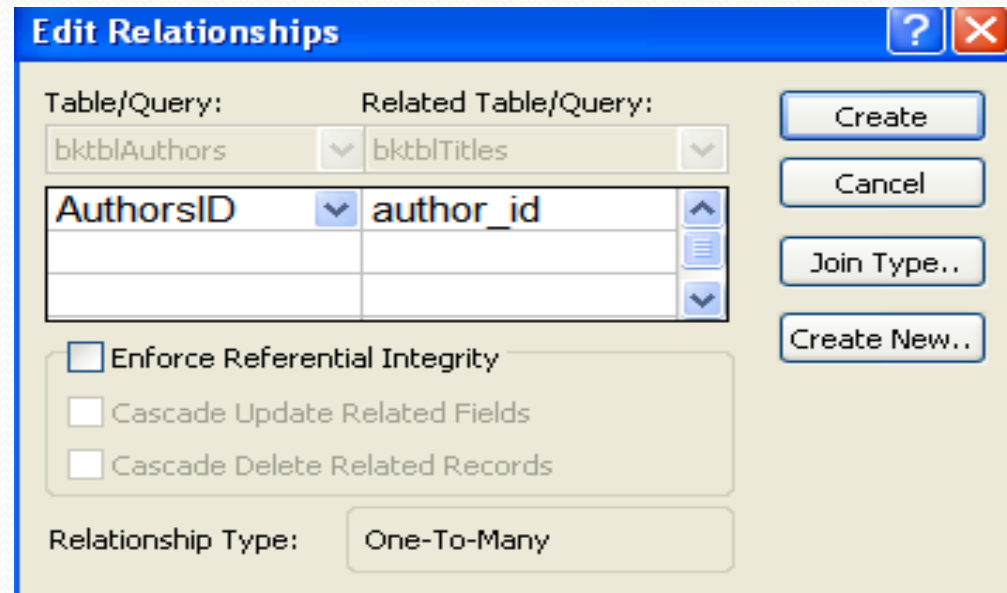 Edit Relationships ?
Table/Query: Related Table/Query:
bktblAuthors bktblTitles
AuthorsID author_id
Enforce Referential Integrity
Cascade Update Related Fields
Cascade Delete Related Records
Relationship Type: One-To-Many
Create
Cancel
Join Type..
Create New..